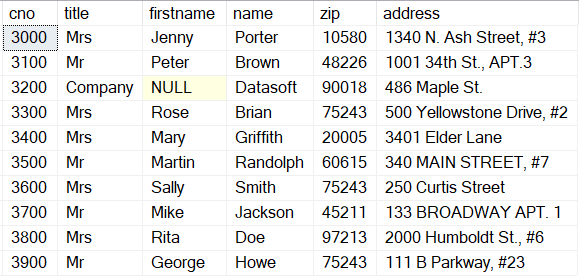 cno title firstname name zip address
3000 Mrs Jenny Porter 10580 1340 N. Ash Street, #3
3100 Mr Peter Brown 48226 1001 34th St., APT.3
3200 Company NULL Datasoft 90018 486 Maple St.
3300 Mrs Rose Brian 75243 500 Yellowstone Drive, #2
3400 Mrs Mary Griffith 20005 3401 Elder Lane
3500 Mr Martin Randolph 60615 340 MAIN STREET, #7
3600 Mrs Sally Smith 75243 250 Curtis Street
3700 Mr Mike Jackson 45211 133 BROADWAY APT. 1
3800 Mrs Rita Doe 97213 2000 Humboldt St., #6
3900 Mr George Howe 75243 111 B Parkway, #23